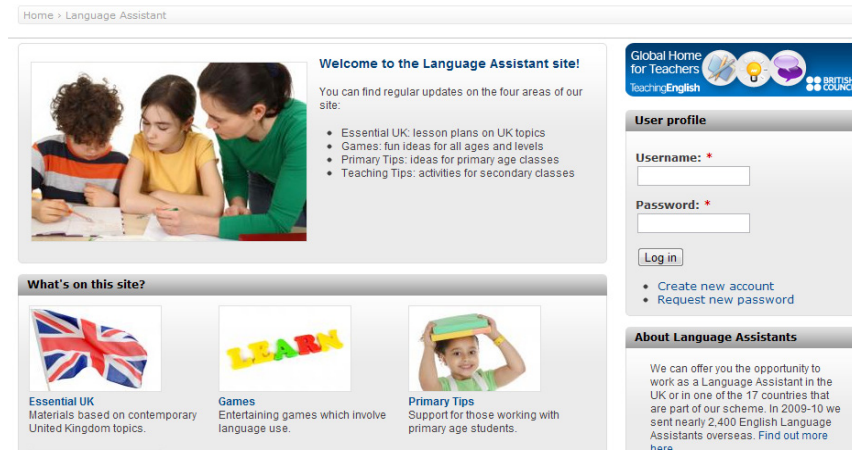 Home › Language Assistant
Welcome to the Language Assistant site!
You can find regular updates on the four areas of our
site:
• Essential UK: lesson plans on UK topics
• Games: fun ideas for all ages and levels
• Primary Tips: ideas for primary age classes
• Teaching Tips: activities for secondary classes
What's on this site?
LEARN
Essential UK
Materials based on contemporary
United Kingdom topics.
Games
Entertaining games which involve
language use.
Primary Tips
Support for those working with
primary age students.
Global Home
for Teachers
TeachingEnglish
BRITISH
COUNC
User profile
Username: *
Password: *
Log in
• Create new account
• Request new password
About Language Assistants
We can offer you the opportunity to
work as a Language Assistant in the
UK or in one of the 17 countries that
are part of our scheme. In 2009-10 we
sent nearly 2,400 English Language
Assistants overseas. Find out more
here